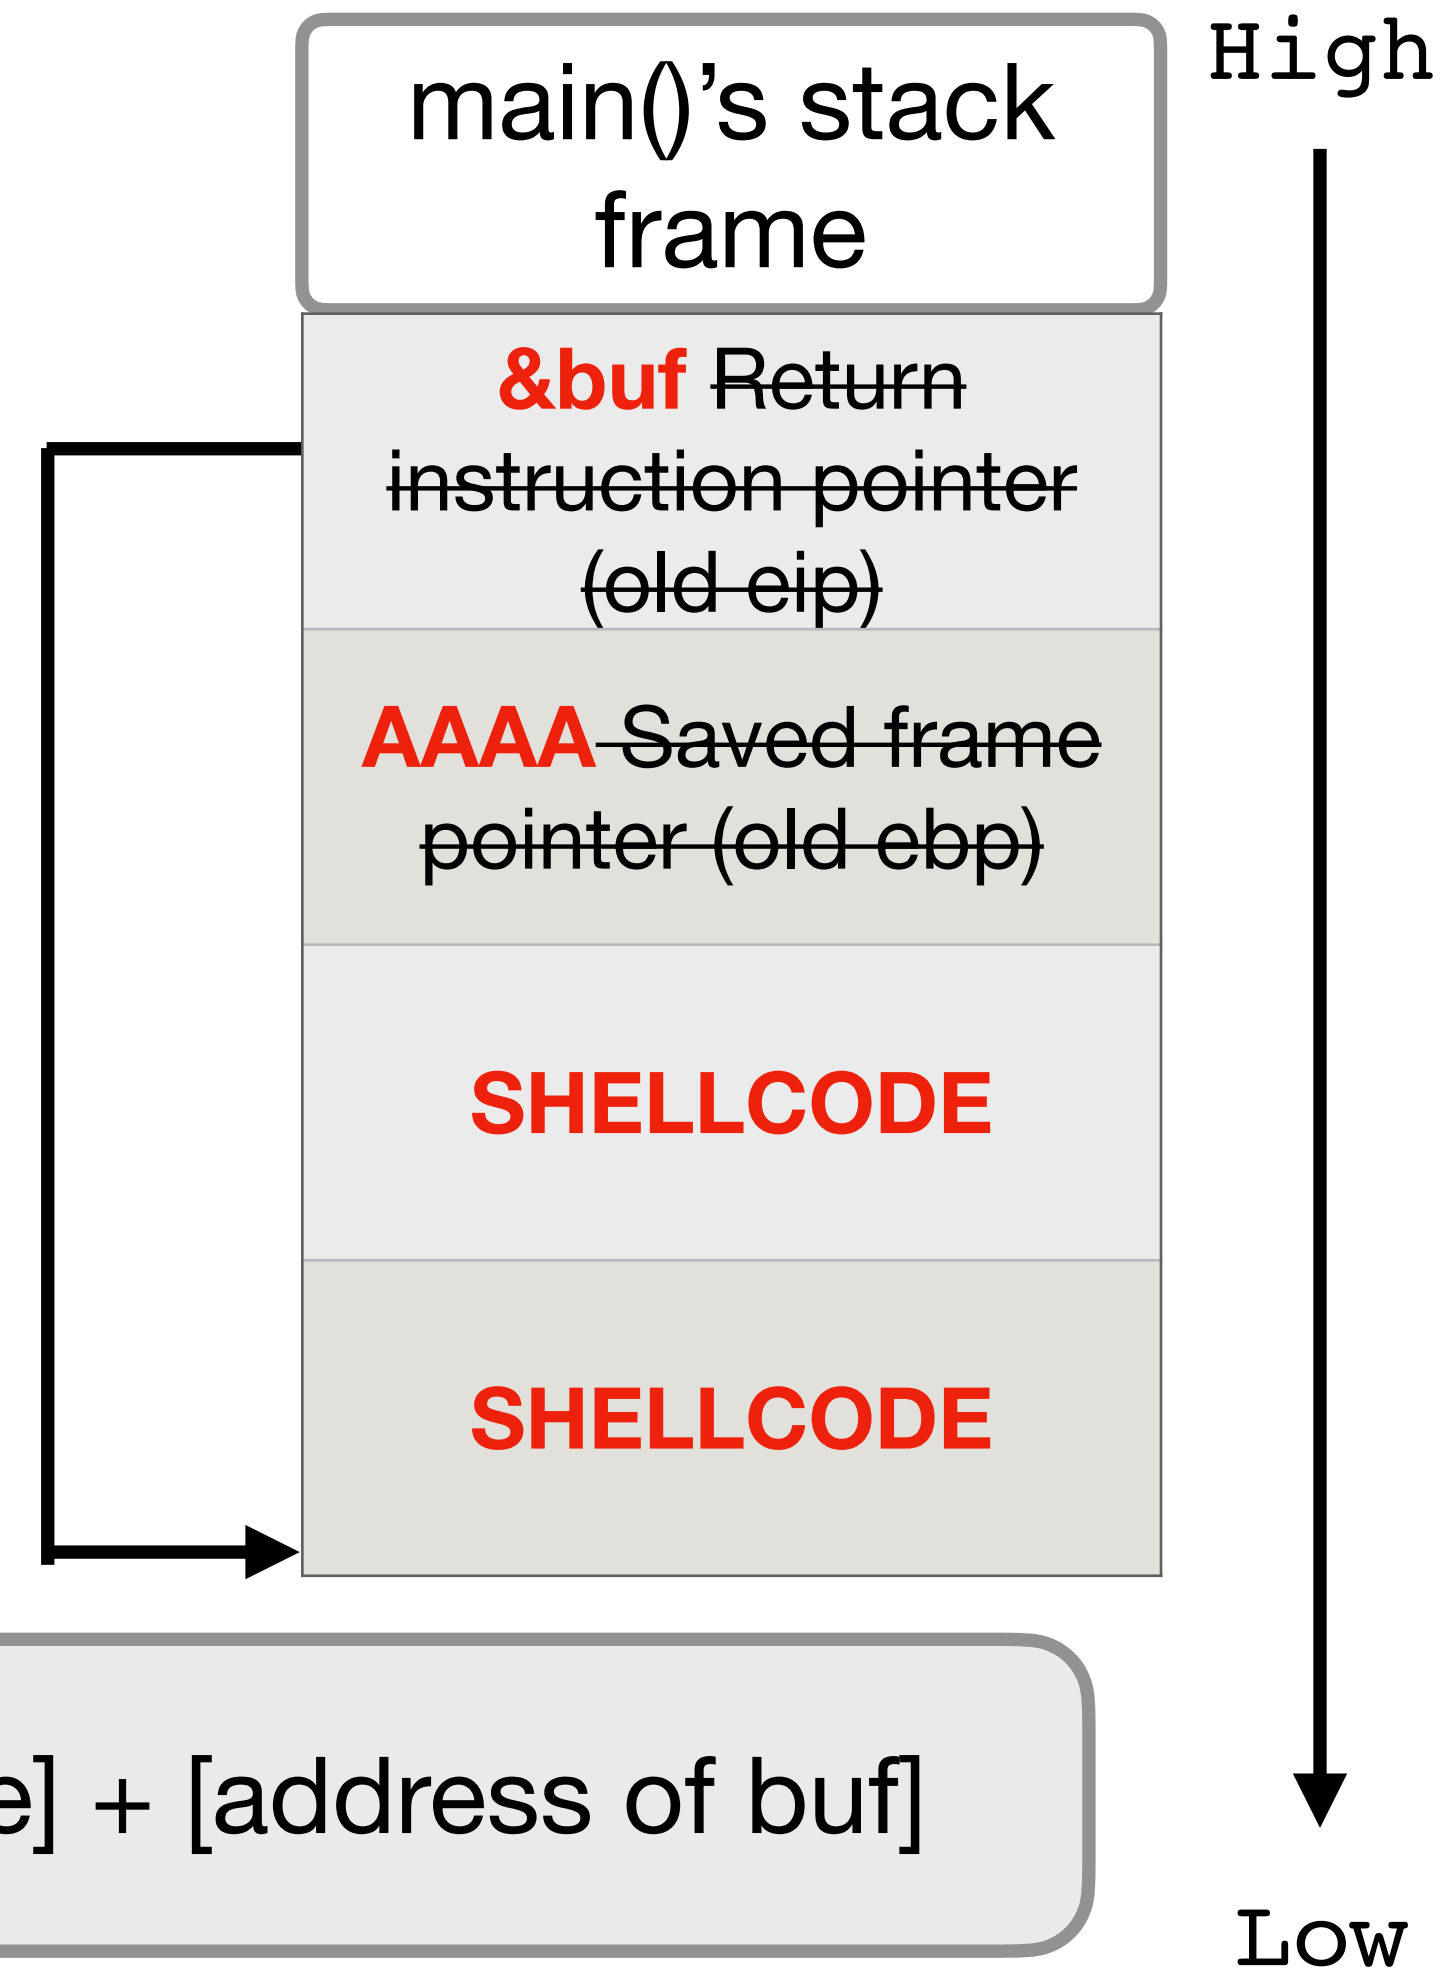 High
main()’s stack
frame
&buf Return
instruction pointer
(old eip)
AAAA Saved frame
pointer (old ebp)
SHELLCODE
SHELLCODE
e] + [address of buf]
Low